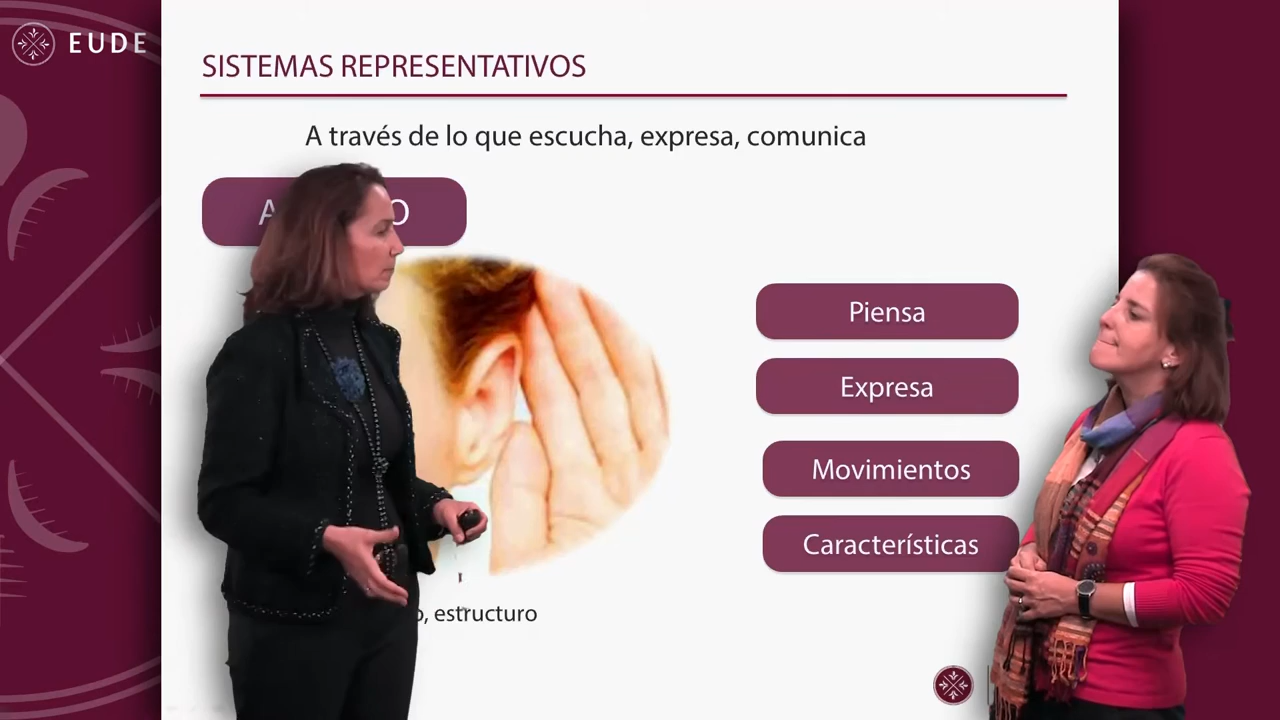 EUDE
SISTEMAS REPRESENTATIVOS
A través de lo que escucha, expresa, comunica
Piensa
Expresa
Movimientos
Características
estructuro